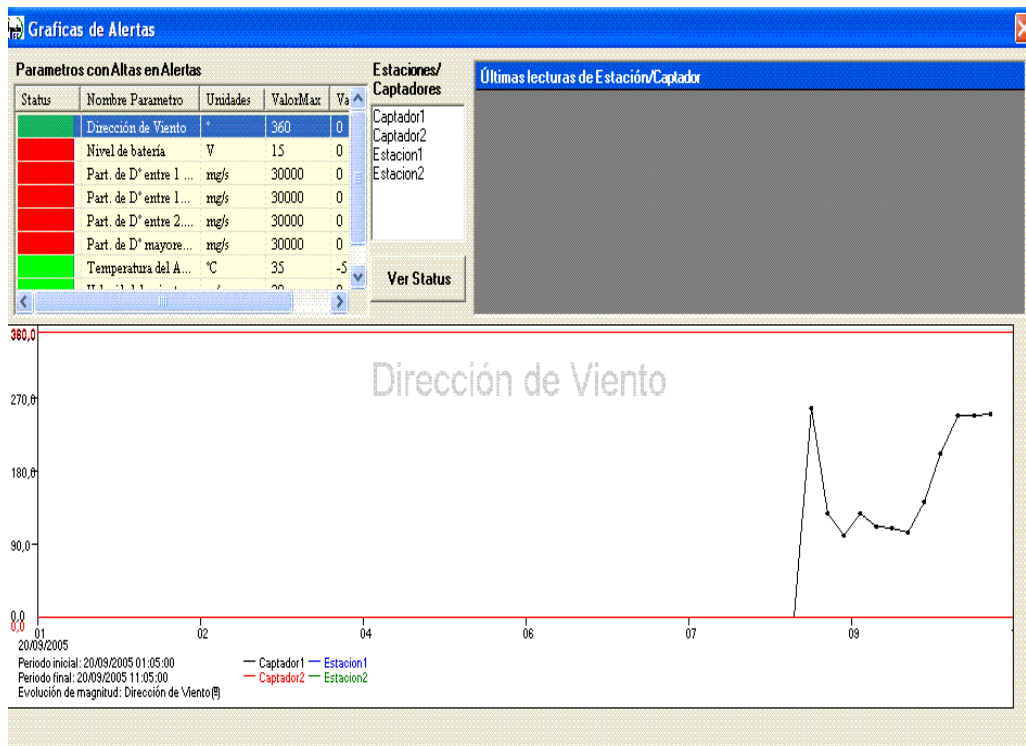 Graficas de Alertas
Parametros con Altas en Alertas
Status Nombre Parametro Unidades ValorMax Va
Dirección de Viento ° 360 0
Nivel de batería V 15 0
Part. de D° entre 1 ... mg/s 30000 0
Part. de D° entre 1... mg/s 30000 0
Part. de D° entre 2.... mg/s 30000 0
Part. de D° mayore... mg/s 30000 0
Temperatura del A... °C 35 -5
Estaciones/
Captadores
Captador1
Captador2
Estacion1
Estacion2
Ver Status
Últimas lecturas de Estación/Captador
Dirección de Viento
360,0
270,0
180,0
90,0
0,0
0,0
01 02 04 06 07 09
20/09/2005
Periodo inicial: 20/09/2005 01:05:00
Periodo final: 20/09/2005 11:05:00
Evolución de magnitud: Dirección de Viento
Captador1 Estacion1
Captador2 Estacion2